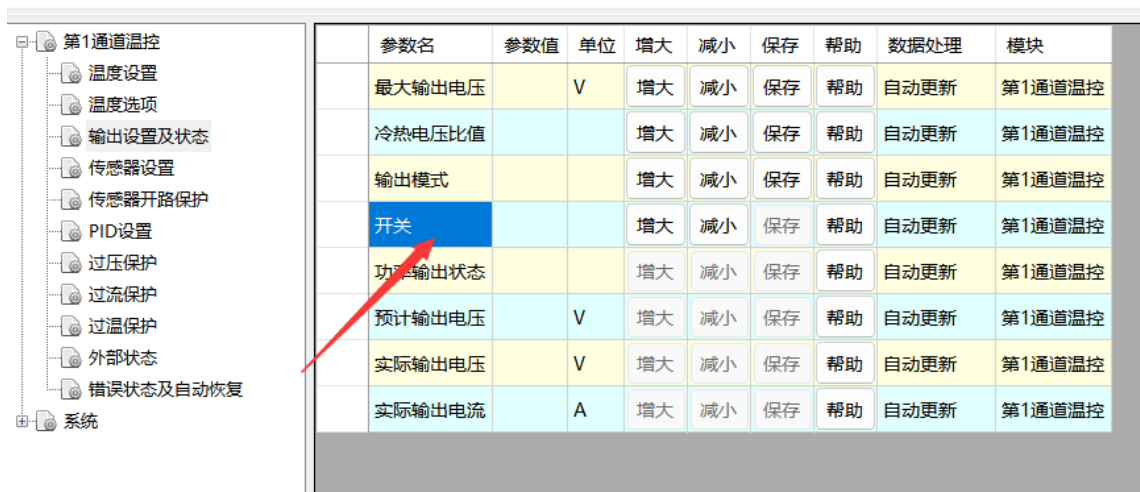 第1通道温控
温度设置
温度选项
输出设置及状态
传感器设置
传感器开路保护
PID设置
过压保护
过流保护
过温保护
外部状态
错误状态及自动恢复
系统
参数名 参数值 单位 增大 减小 保存 帮助 数据处理 模块
最大输出电压 V 增大 减小 保存 帮助 自动更新 第1通道温控
冷热电压比值 增大 减小 保存 帮助 自动更新 第1通道温控
输出模式 增大 减小 保存 帮助 自动更新 第1通道温控
开关 增大 减小 保存 帮助 自动更新 第1通道温控
功率输出状态 增大 减小 保存 帮助 自动更新 第1通道温控
预计输出电压 V 增大 减小 保存 帮助 自动更新 第1通道温控
实际输出电压 V 增大 减小 保存 帮助 自动更新 第1通道温控
实际输出电流 A 增大 减小 保存 帮助 自动更新 第1通道温控